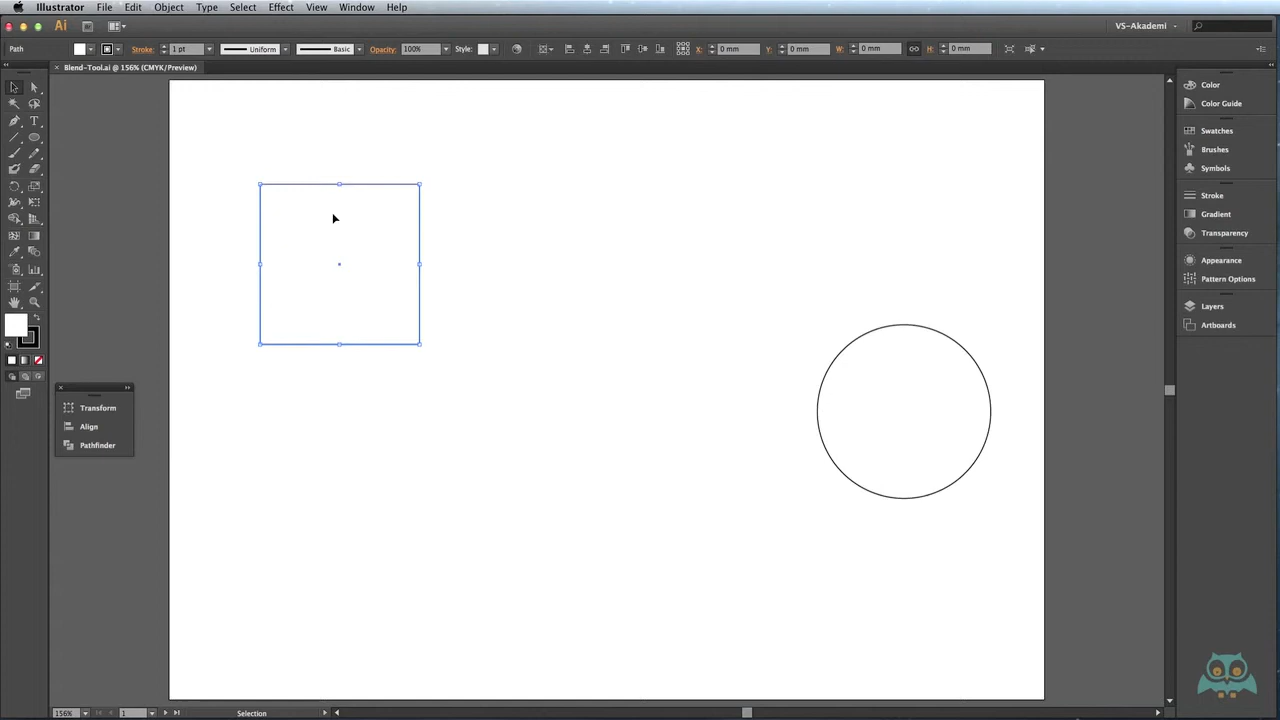 Illustrator File Edit Object Type Select Effect View Window Help
Ai VS-Akademi
Path Stroke: 1 pt Uniform Basic Opacity: 100% Style: X: 0 mm Y: 0 mm W: 0 mm H: 0 mm
× Blend-Tool.ai @ 156% (CMYK/Preview)
Color
Color Guide
Swatches
Brushes
Symbols
Stroke
Gradient
Transparency
Appearance
Pattern Options
Layers
Artboards
Transform
Align
Pathfinder
156% 1 Selection